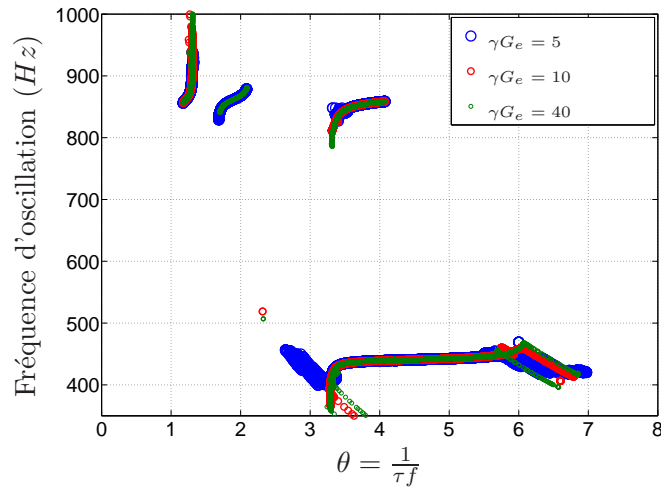 1000
900
800
700
600
500
400
0 1 2 3 4 5 6 7 8
Fréquence d'oscillation (Hz)
θ = 1/τf
γGₑ = 5
γGₑ = 10
γGₑ = 40